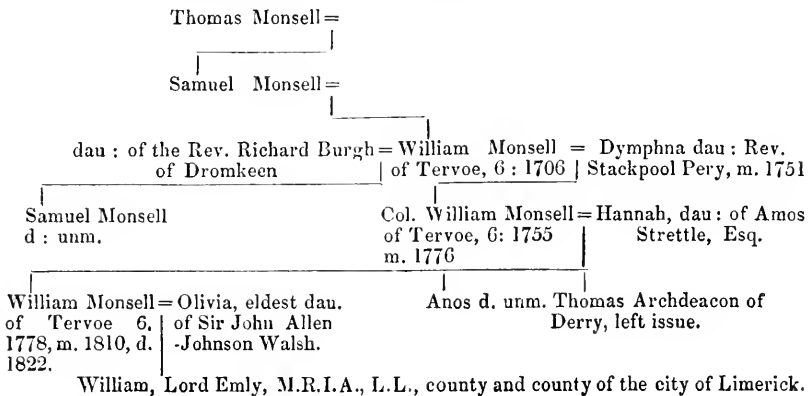 Thomas Monsell =
Samuel Monsell =
dau : of the Rev. Richard Burgh = William Monsell = Dymphna dau : Rev.
of Dromkeen of Tervoe, 6 : 1706 Stackpool Pery, m. 1751
Samuel Monsell Col. William Monsell = Hannah, dau : of Amos
d : unm. of Tervoe, 6: 1755 Strettle, Esq.
m. 1776
William Monsell = Olivia, eldest dau. Anos d. unm. Thomas Archdeacon of
of Tervoe 6. of Sir John Allen Derry, left issue.
1778, m. 1810, d. -Johnson Walsh.
1822.
William, Lord Emly, M.R.I.A., L.L., county and county of the city of Limerick.